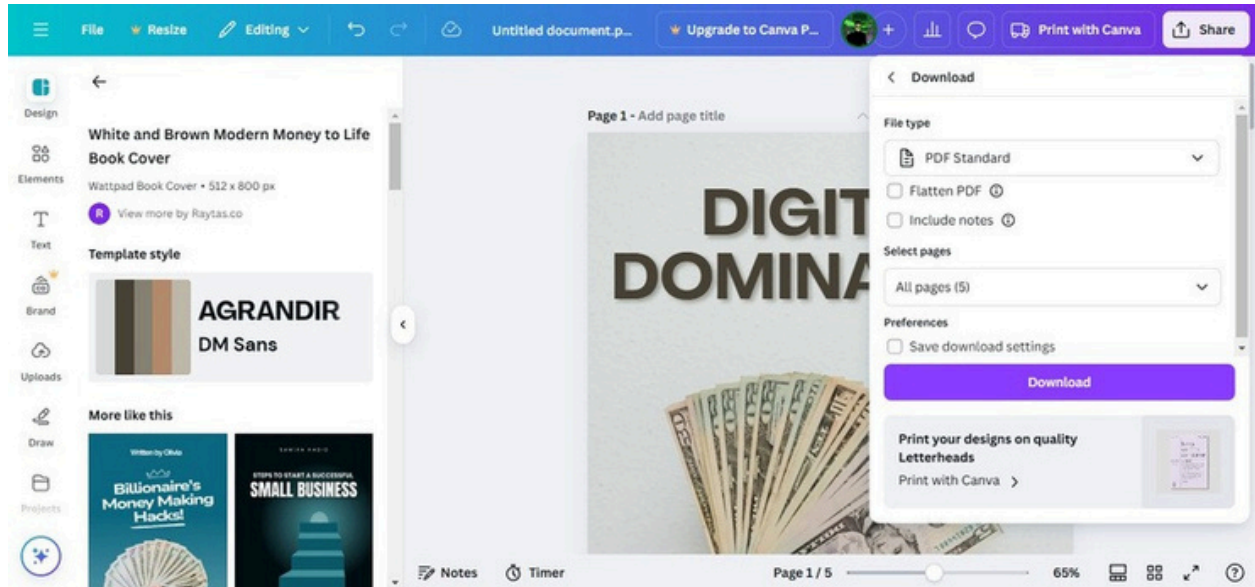 File
Resize
Editing
Untitled document.p...
Upgrade to Canva P...
Print with Canva
Share
Design
Elements
Text
Brand
Uploads
Draw
Projects
White and Brown Modern Money to Life
Book Cover
Wattpad Book Cover • 512 x 800 px
R
View more by Raytas.co
Template style
AGRANDIR
DM Sans
More like this
Written by Olivia
Billionaire's
Money Making
Hacks!
STEPS TO START A SUCCESSFUL
SMALL BUSINESS
Page 1 - Add page title
DIGIT
DOMINA
Download
File type
PDF Standard
Flatten PDF
Include notes
Select pages
All pages (5)
Preferences
Save download settings
Download
Print your designs on quality
Letterheads
Print with Canva
Notes
Timer
Page 1 / 5
65%